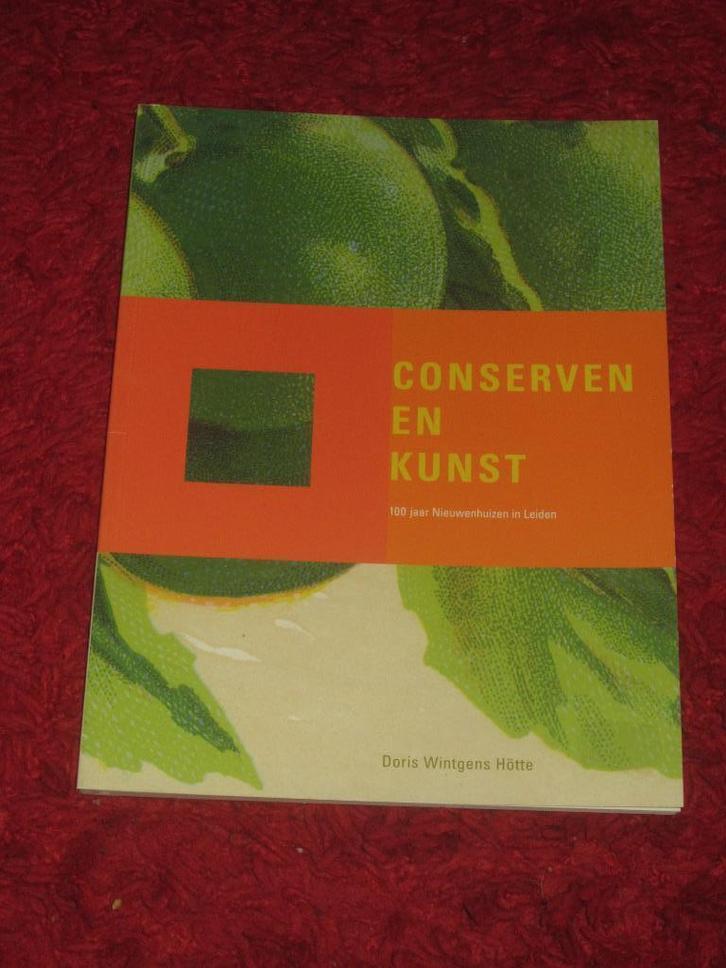 CONSERVEN
EN
KUNST
100 jaar Nieuwenhuizen in Leiden
Doris Wintgens Hötte